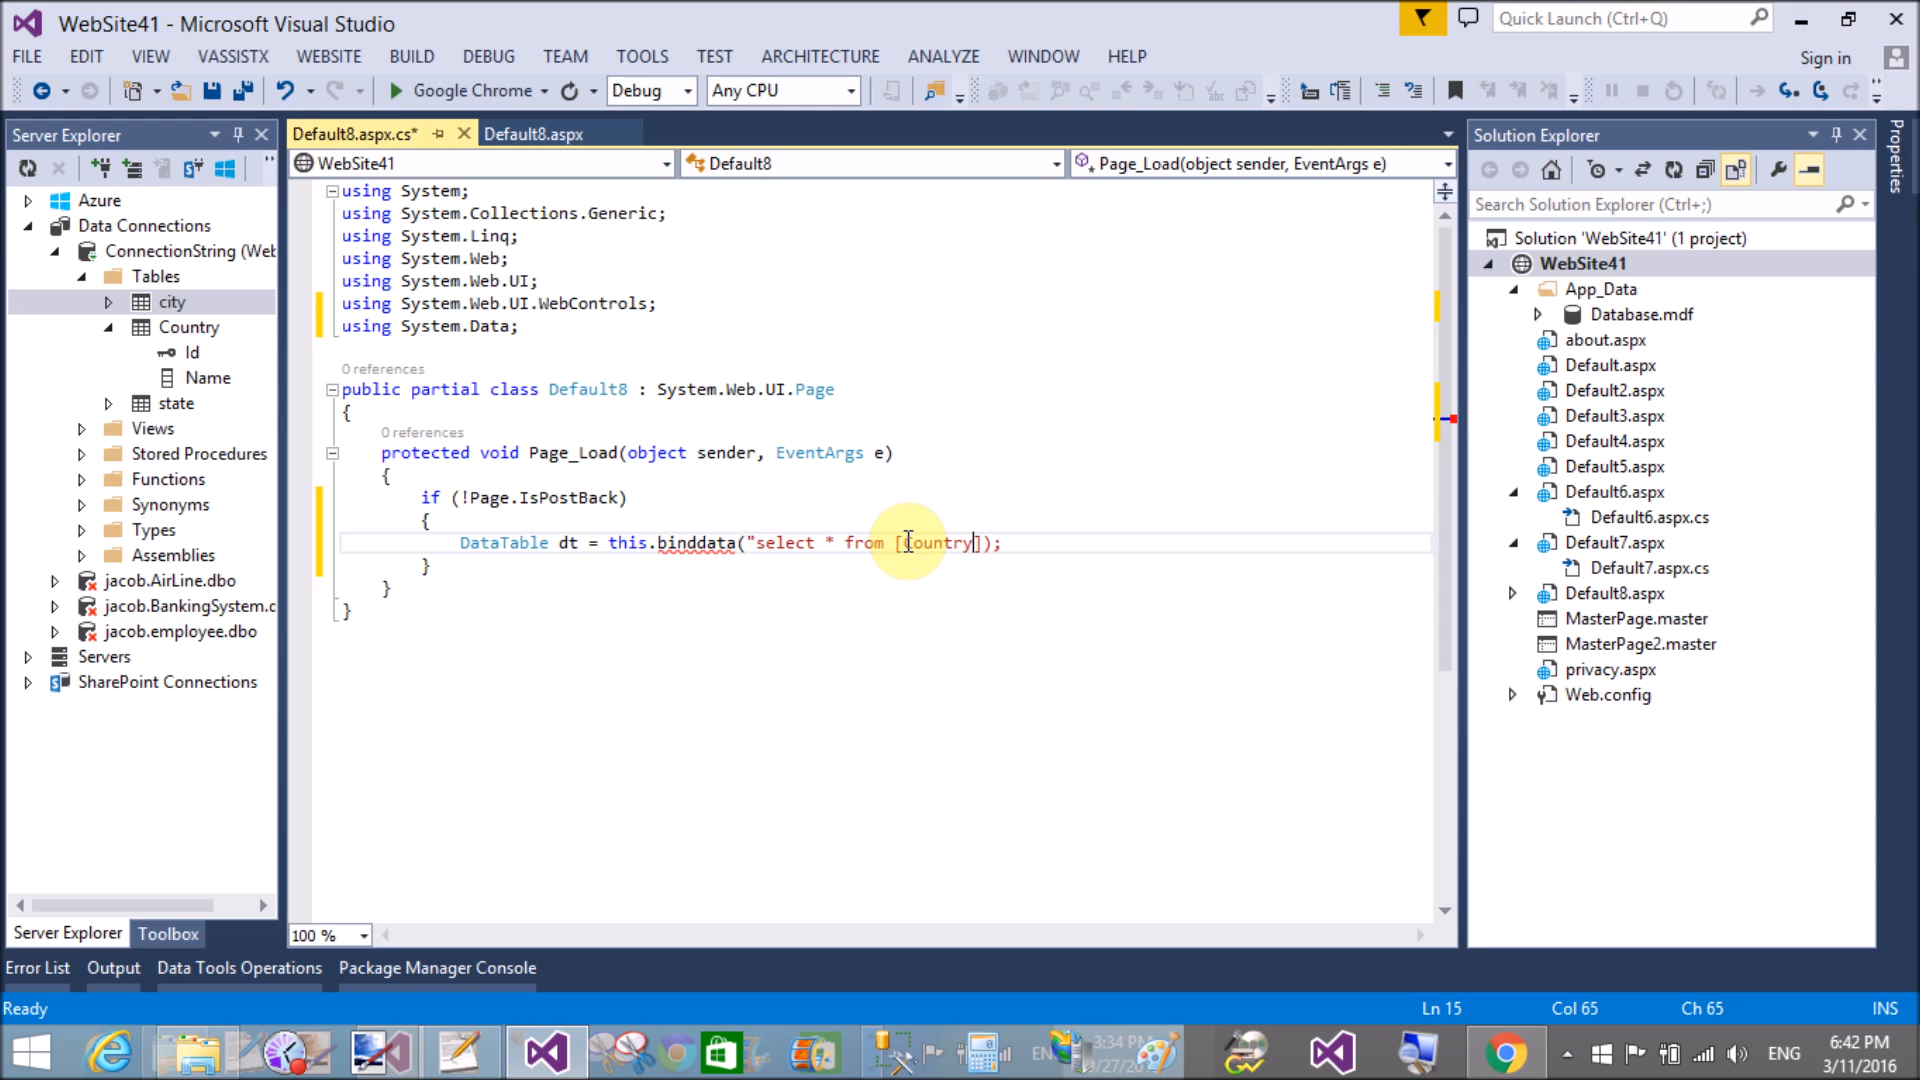 WebSite41 - Microsoft Visual Studio
Quick Launch (Ctrl+Q)
FILE EDIT VIEW VASSISTX WEBSITE BUILD DEBUG TEAM TOOLS TEST ARCHITECTURE ANALYZE WINDOW HELP
Sign in
Google Chrome
Debug
Any CPU
Server Explorer
Azure
Data Connections
ConnectionString (Wel
Tables
city
Country
Id
Name
state
Views
Stored Procedures
Functions
Synonyms
Types
Assemblies
jacob.AirLine.dbo
jacob.BankingSystem.c
jacob.employee.dbo
Servers
SharePoint Connections
Server Explorer
Toolbox
Default8.aspx.cs*
Default8.aspx
WebSite41
Default8
Page_Load(object sender, EventArgs e)
using System;
using System.Collections.Generic;
using System.Linq;
using System.Web;
using System.Web.UI;
using System.Web.UI.WebControls;
using System.Data;
0 references
public partial class Default8 : System.Web.UI.Page
{
0 references
protected void Page_Load(object sender, EventArgs e)
{
if (!Page.IsPostBack)
{
DataTable dt = this.binddata("select * from [Country]);
}
}
}
100 %
Solution Explorer
Search Solution Explorer (Ctrl+;)
Solution 'WebSite41' (1 project)
WebSite41
App_Data
Database.mdf
about.aspx
Default.aspx
Default2.aspx
Default3.aspx
Default4.aspx
Default5.aspx
Default6.aspx
Default6.aspx.cs
Default7.aspx
Default7.aspx.cs
Default8.aspx
MasterPage.master
MasterPage2.master
privacy.aspx
Web.config
Properties
Error List
Output
Data Tools Operations
Package Manager Console
Ready
Ln 15
Col 65
Ch 65
INS
EN
3:34 PM
ENG
6:42 PM
3/11/2016